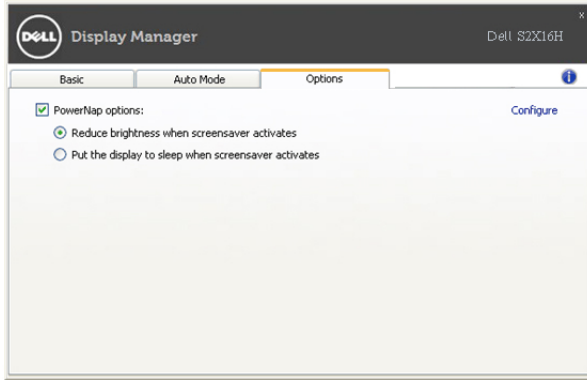 DELL Display Manager
x
Dell S2X16H
Basic Auto Mode Options i
PowerNap options: Configure
Reduce brightness when screensaver activates
Put the display to sleep when screensaver activates